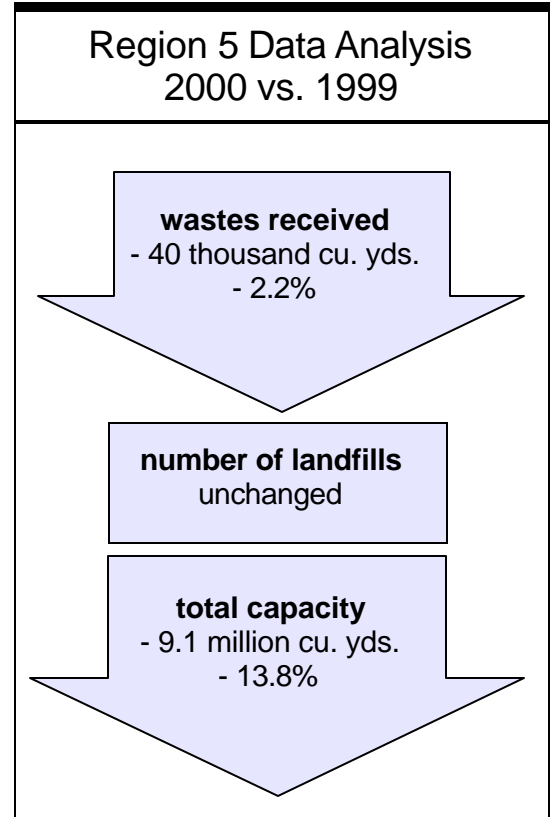 Region 5 Data Analysis
2000 vs. 1999
wastes received
- 40 thousand cu. yds.
- 2.2%
number of landfills
unchanged
total capacity
- 9.1 million cu. yds.
- 13.8%